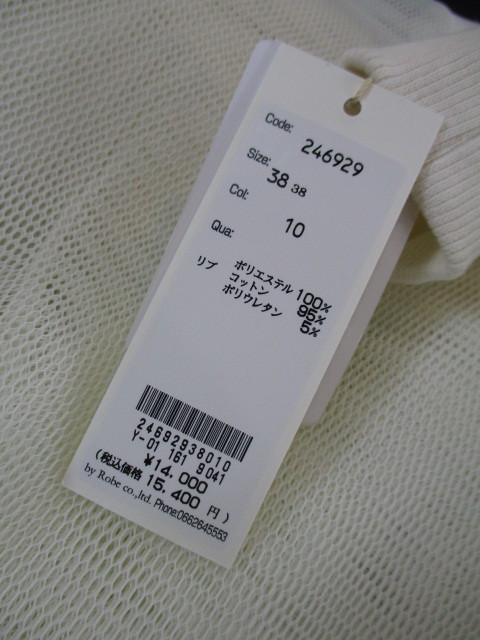 Code: 246929
Size: 38 38
Col: 10
Qua:
ポリエステル 100%
リブ コットン 95%
ポリウレタン 5%
24692938010
Y-01 161 9041
¥14,000
(税込価格 15,400 円)
by Robe co.,ltd. Phone:0662645553